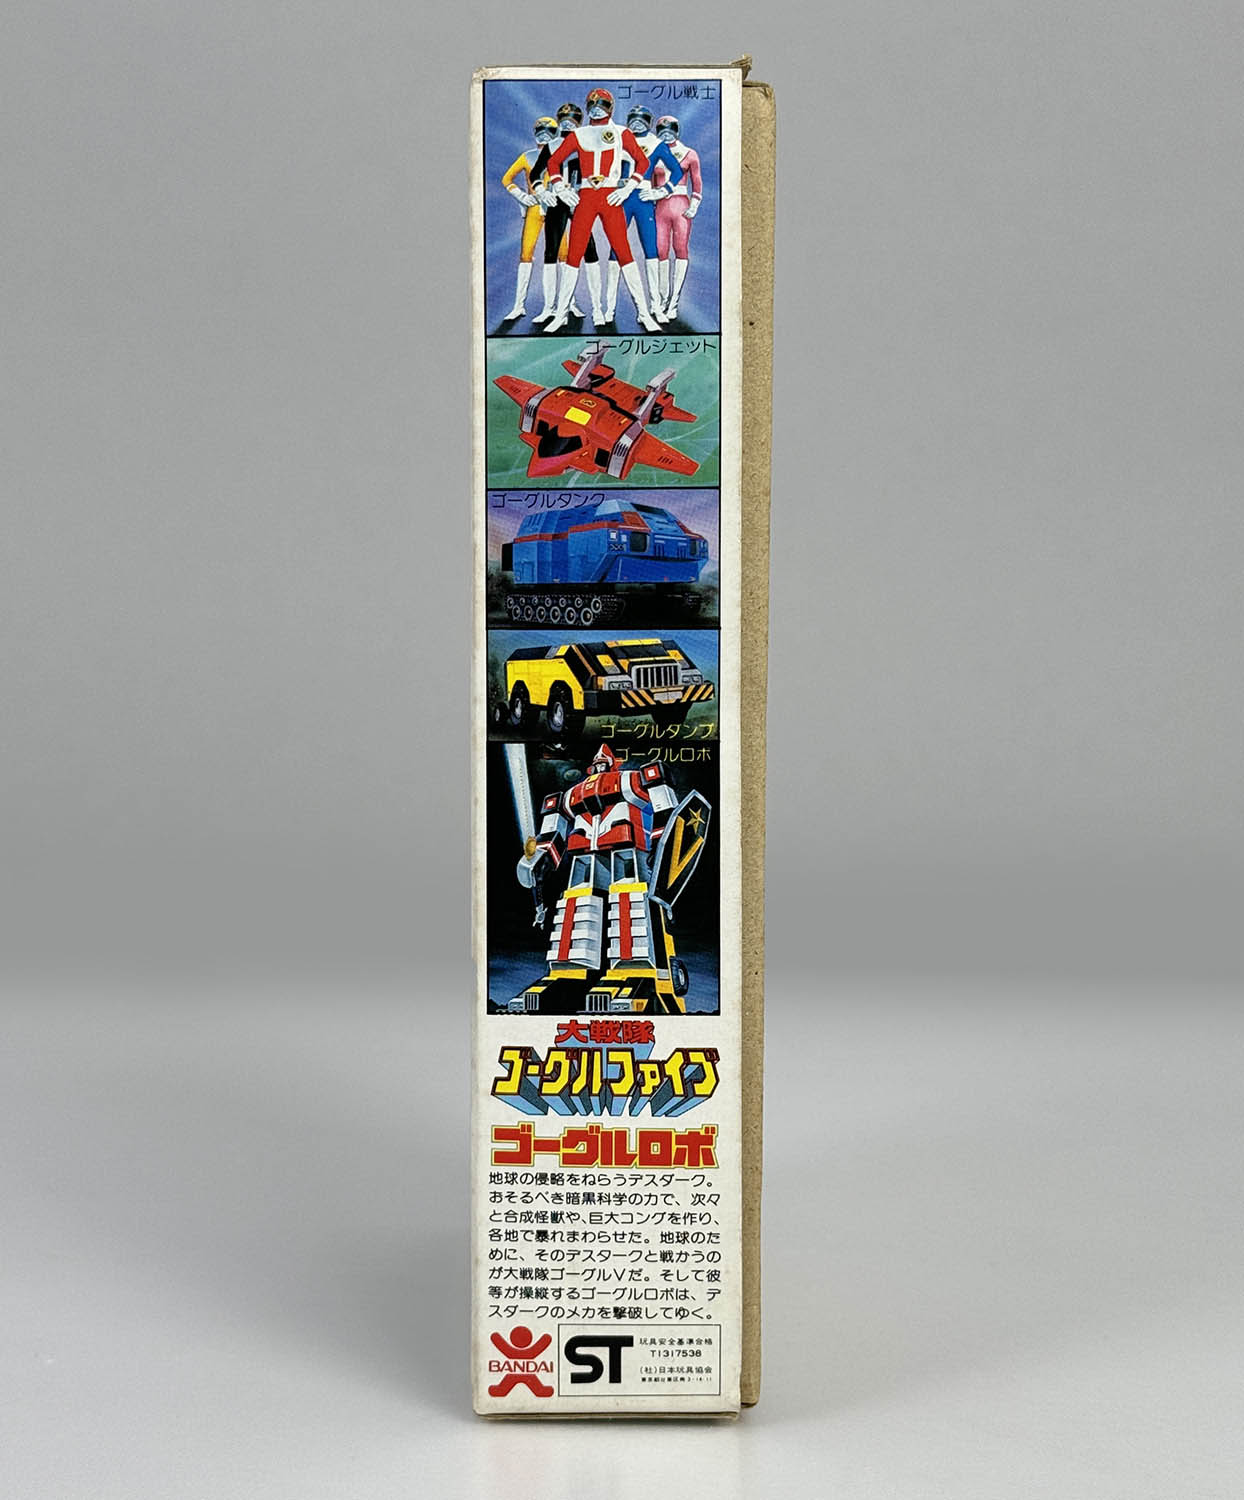 ゴーグル戦士
ゴーグルジェット
ゴーグルタンク
ゴーグルダンプ
ゴーグルロボ
大戦隊
ゴーグルファイブ
ゴーグルロボ
地球の侵略をねらうデスダーク。
おそるべき暗黒科学の力で、次々
と合成怪獣や、巨大コングを作り、
各地で暴れまわらせた。地球のた
めに、そのデスダークと戦かうの
が大戦隊ゴーグルVだ。そして彼
等が操縦するゴーグルロボは、デ
スダークのメカを撃破してゆく。
BANDAI
ST
玩具安全基準合格
T1317538
(社)日本玩具協会